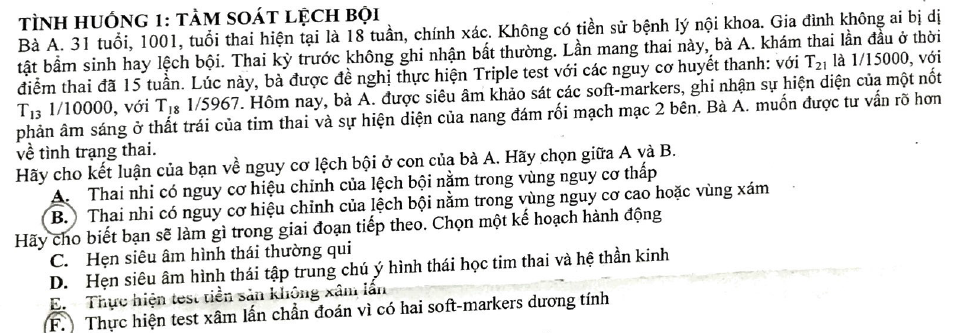 TÌNH HUỐNG 1: TẦM SOÁT LỆCH BỘI
Bà A. 31 tuổi, 1001, tuổi thai hiện tại là 18 tuần, chính xác. Không có tiền sử bệnh lý nội khoa. Gia đình không ai bị dị
tật bẩm sinh hay lệch bội. Thai kỳ trước không ghi nhận bất thường. Lần mang thai này, bà A. khám thai lần đầu ở thời
điểm thai đã 15 tuần. Lúc này, bà được đề nghị thực hiện Triple test với các nguy cơ huyết thanh: với T21 là 1/15000, với
T13 1/10000, với T18 1/5967. Hôm nay, bà A. được siêu âm khảo sát các soft-markers, ghi nhận sự hiện diện của một nốt
phản âm sáng ở thất trái của tim thai và sự hiện diện của nang đám rối mạch mạc 2 bên. Bà A. muốn được tư vấn rõ hơn
về tình trạng thai.
Hãy cho kết luận của bạn về nguy cơ lệch bội ở con của bà A. Hãy chọn giữa A và B.
A. Thai nhi có nguy cơ hiệu chỉnh của lệch bội nằm trong vùng nguy cơ thấp
B. Thai nhi có nguy cơ hiệu chỉnh của lệch bội nằm trong vùng nguy cơ cao hoặc vùng xám
Hãy cho biết bạn sẽ làm gì trong giai đoạn tiếp theo. Chọn một kế hoạch hành động
C. Hẹn siêu âm hình thái thường qui
D. Hẹn siêu âm hình thái tập trung chú ý hình thái học tim thai và hệ thần kinh
E. Thực hiện test tiền sản không xâm lấn
F. Thực hiện test xâm lấn chẩn đoán vì có hai soft-markers dương tính